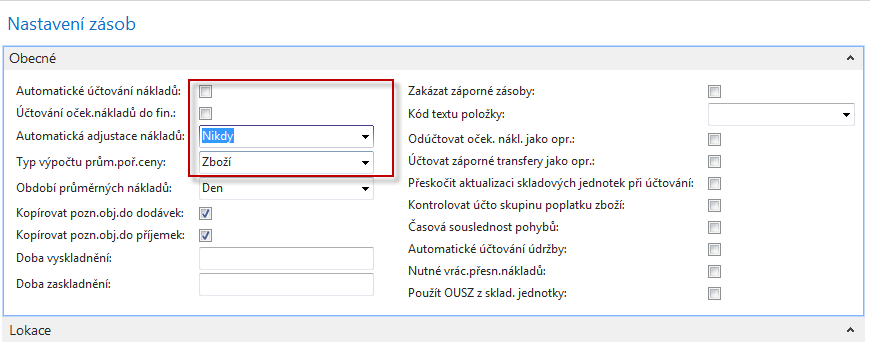 Nastavení zásob
Obecné
Automatické účtování nákladů:
Účtování oček.nákladů do fin.:
Automatická adjustace nákladů: Nikdy
Typ výpočtu prům.poř.ceny: Zboží
Období průměrných nákladů: Den
Kopírovat pozn.obj.do dodávek:
Kopírovat pozn.obj.do příjemek:
Doba vyskladnění:
Doba zaskladnění:
Zakázat záporné zásoby:
Kód textu položky:
Odúčtovat oček. nákl. jako opr.:
Účtovat záporné transfery jako opr.:
Přeskočit aktualizaci skladových jednotek při účtování:
Kontrolovat účto skupinu poplatku zboží:
Časová souslednost pohybů:
Automatické účtování údržby:
Nutné vrác.přesn.nákladů:
Použít OUSZ z sklad. jednotky:
Lokace